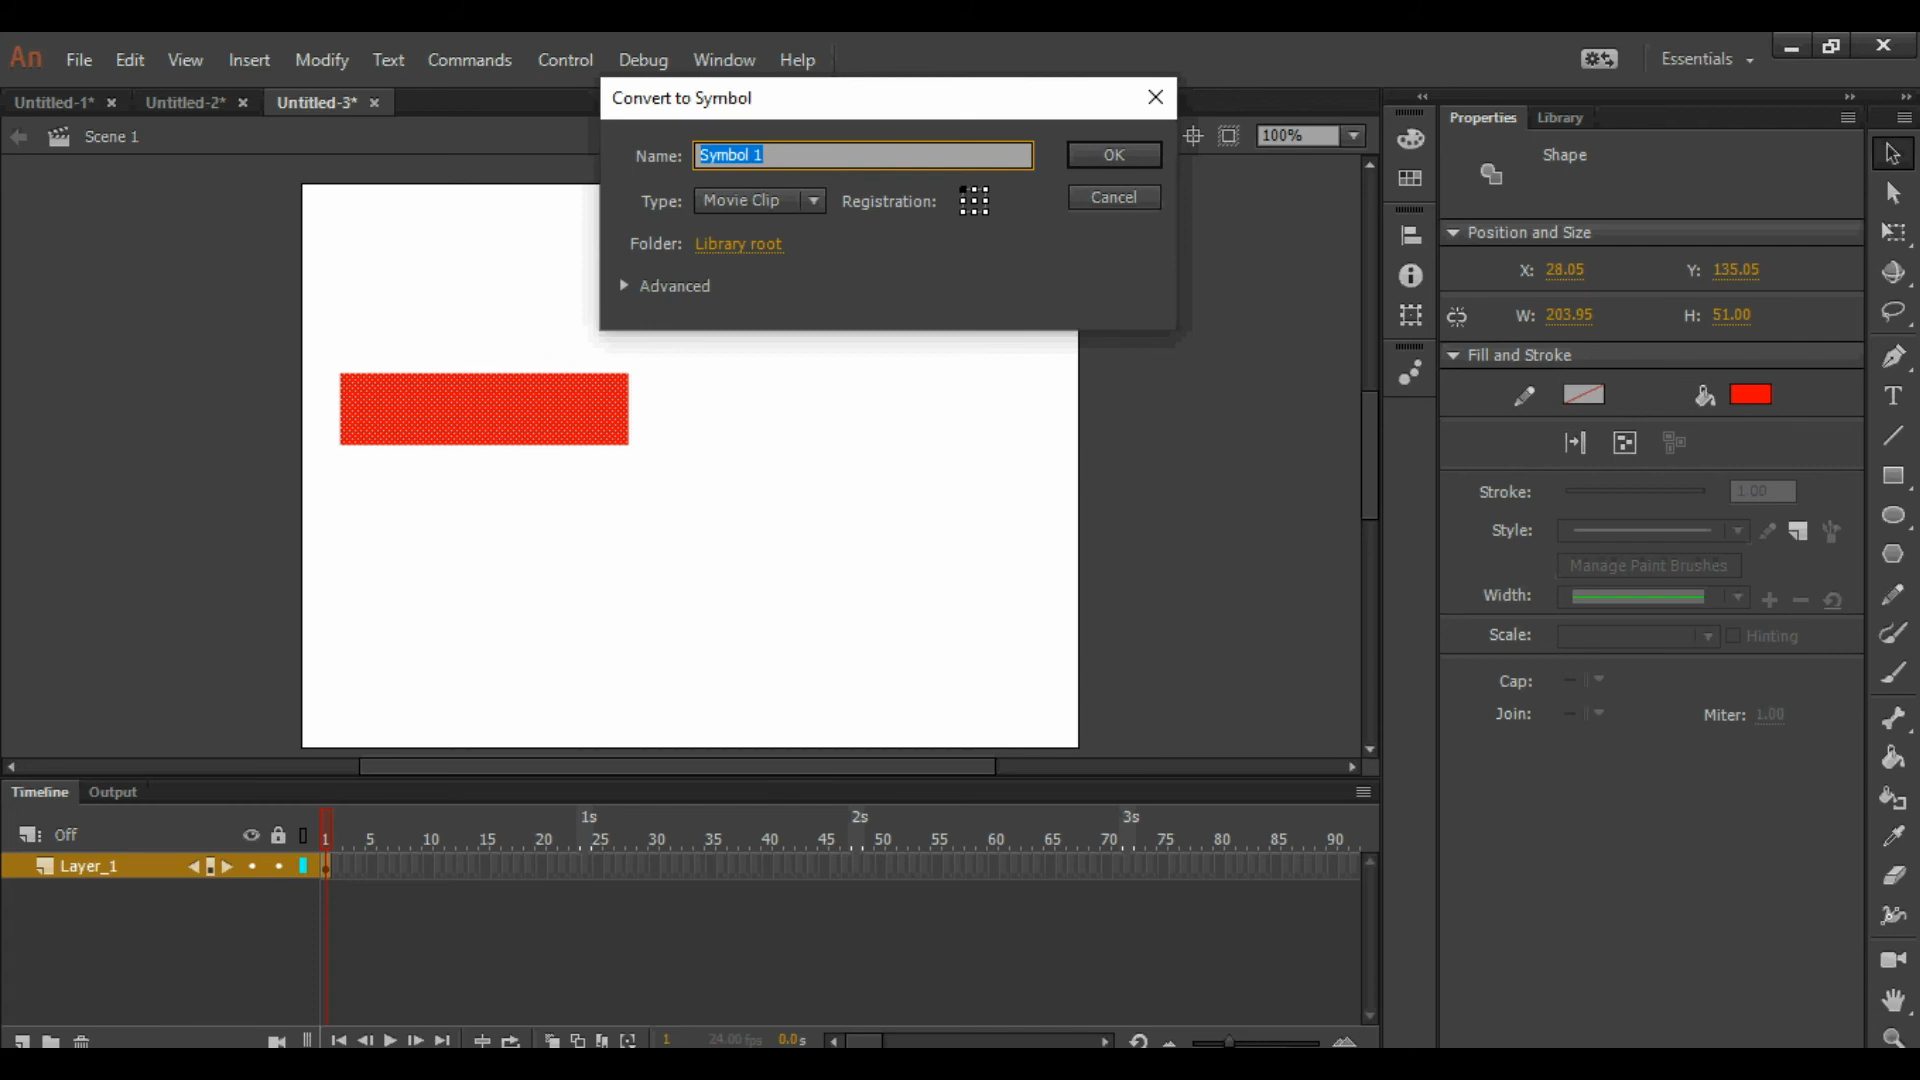 An File Edit View Insert Modify Text Commands Control Debug Window Help Essentials
Untitled-1* × Untitled-2* × Untitled-3* ×
Scene 1
100%
Convert to Symbol
Name: Symbol 1
OK
Type: Movie Clip Registration:
Cancel
Folder: Library root
Advanced
Properties Library
Shape
Position and Size
X: 28.05 Y: 135.05
W: 203.95 H: 51.00
Fill and Stroke
Stroke: 1.00
Style:
Manage Paint Brushes
Width:
Scale: Hinting
Cap:
Join: Miter: 1.00
Timeline Output
1s 2s 3s
Off 1 5 10 15 20 25 30 35 40 45 50 55 60 65 70 75 80 85 90
Layer_1
1 24.00 fps 0.0 s